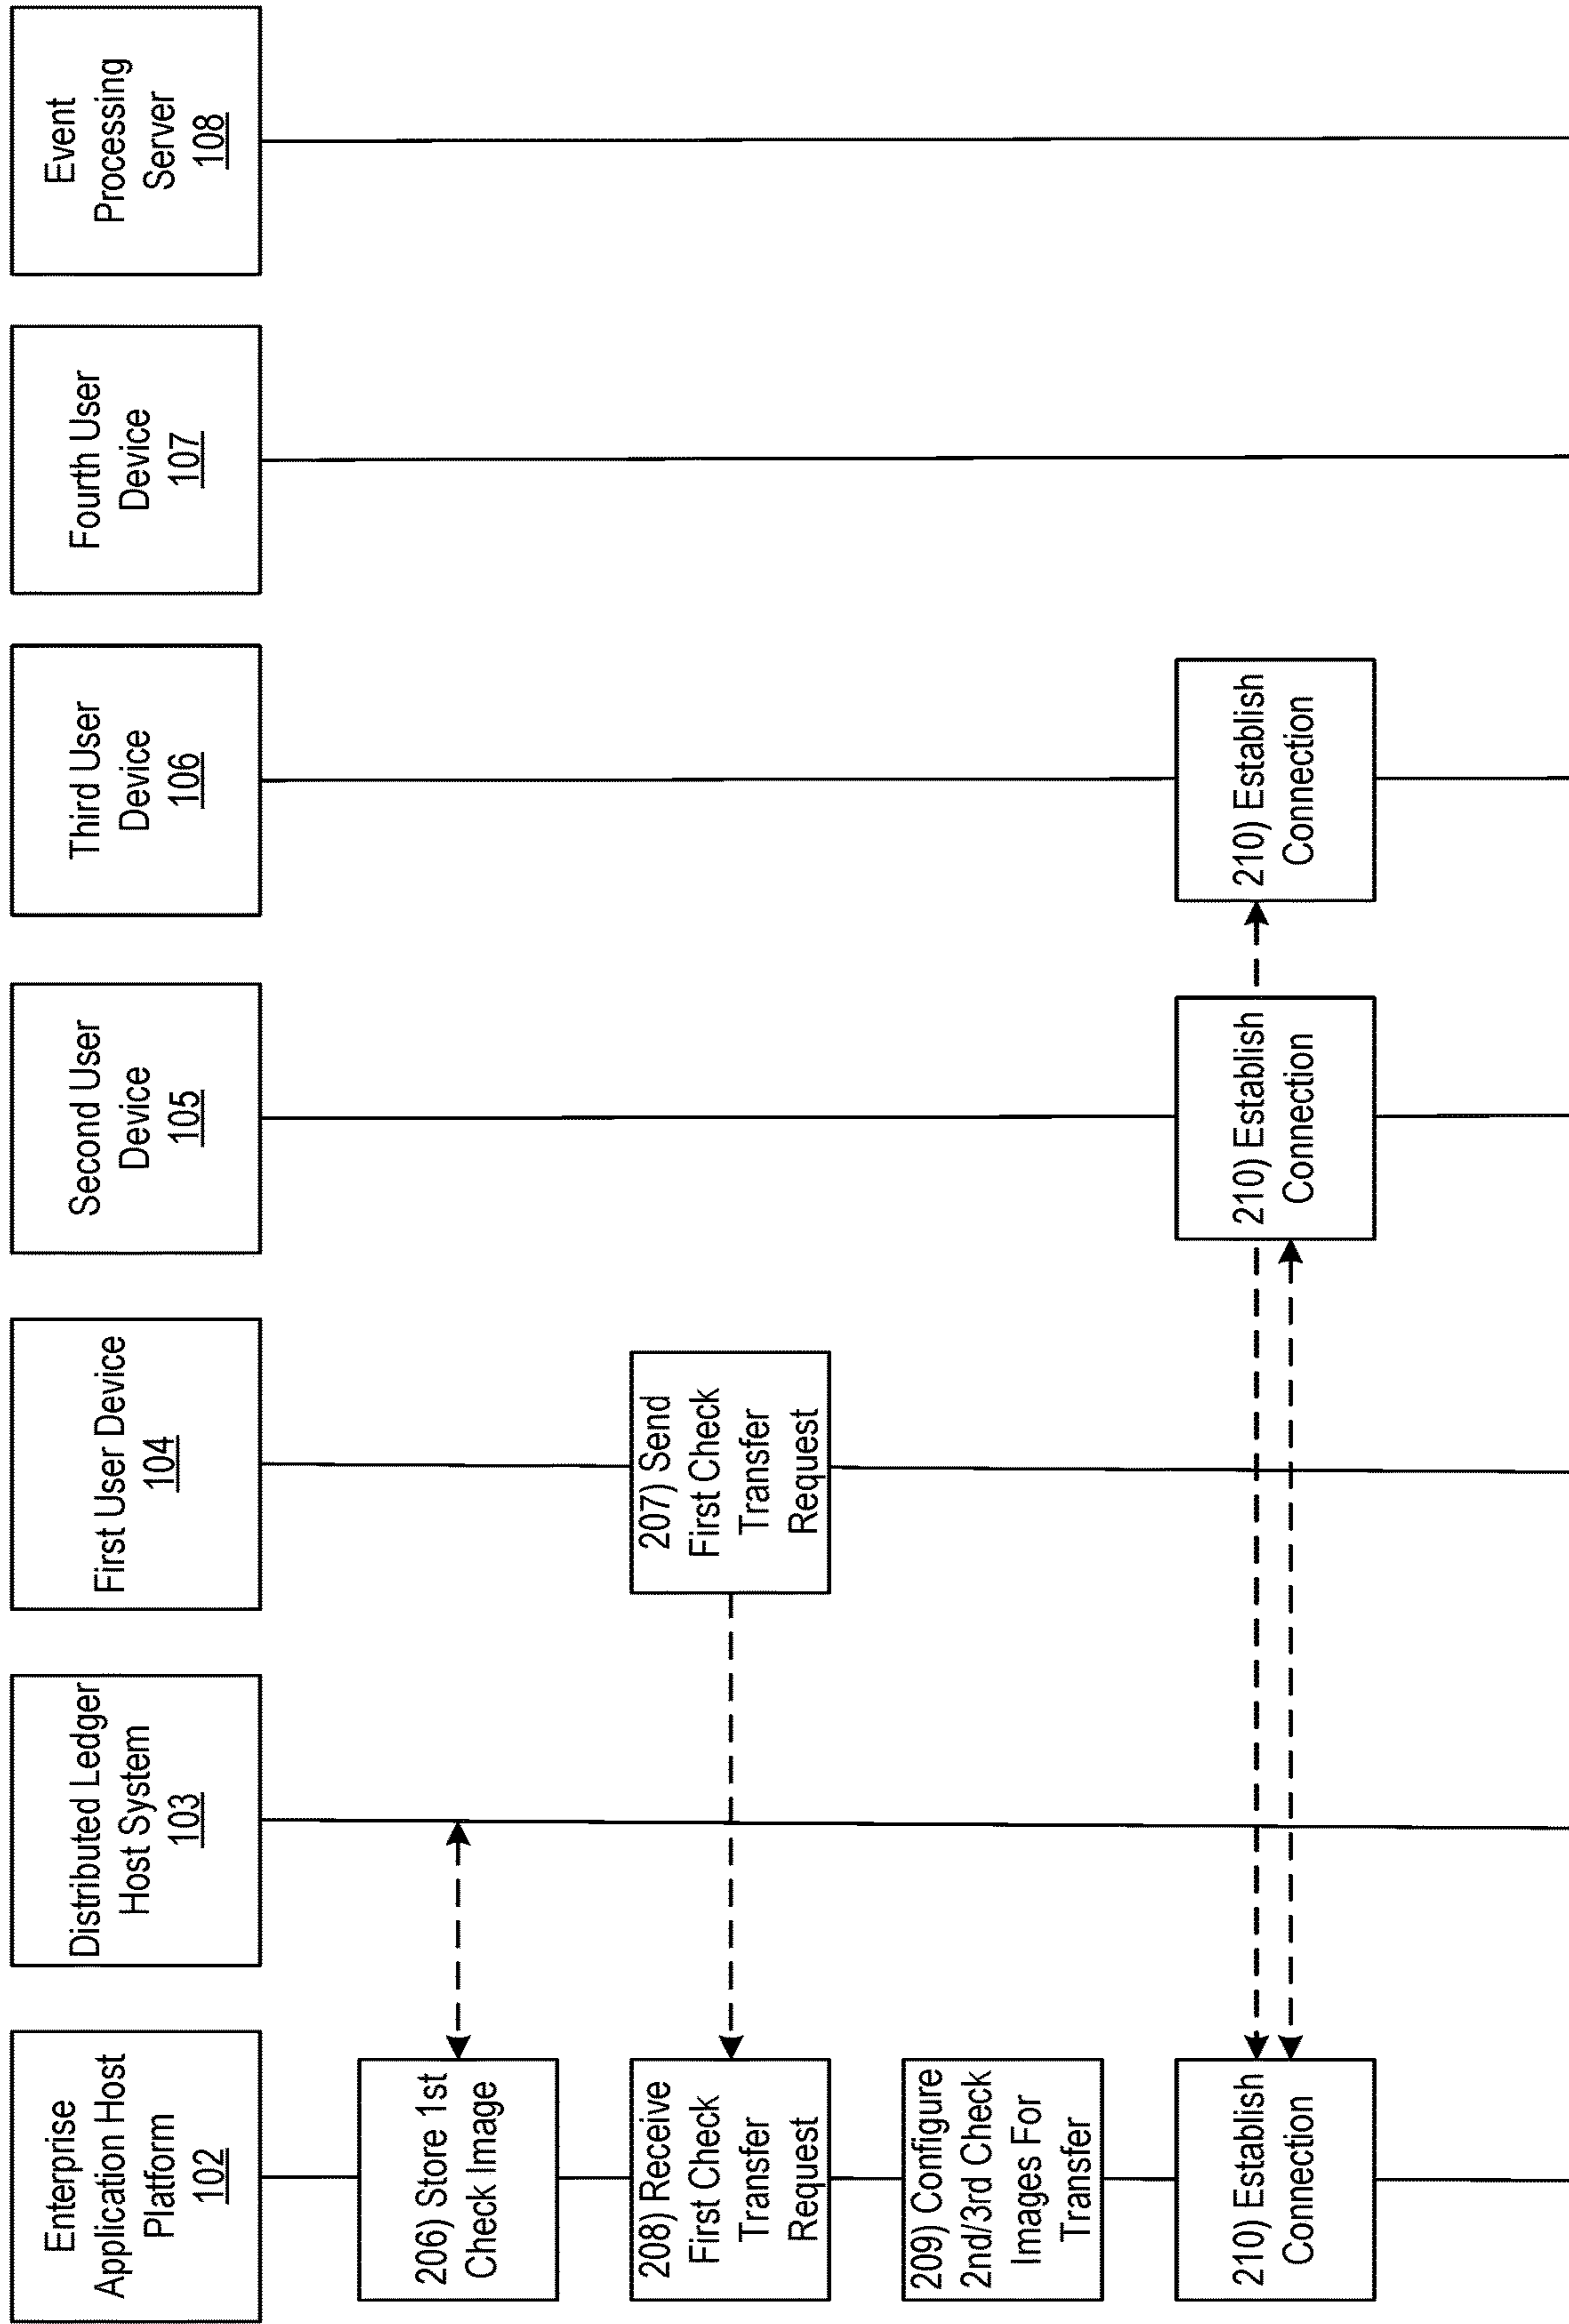 Enterprise
Application Host
Platform
102
Distributed Ledger
Host System
103
First User Device
104
Second User
Device
105
Third User
Device
106
Fourth User
Device
107
Event
Processing
Server
108
206) Store 1st
Check Image
207) Send
First Check
Transfer
Request
208) Receive
First Check
Transfer
Request
209) Configure
2nd/3rd Check
Images For
Transfer
210) Establish
Connection
210) Establish
Connection
210) Establish
Connection